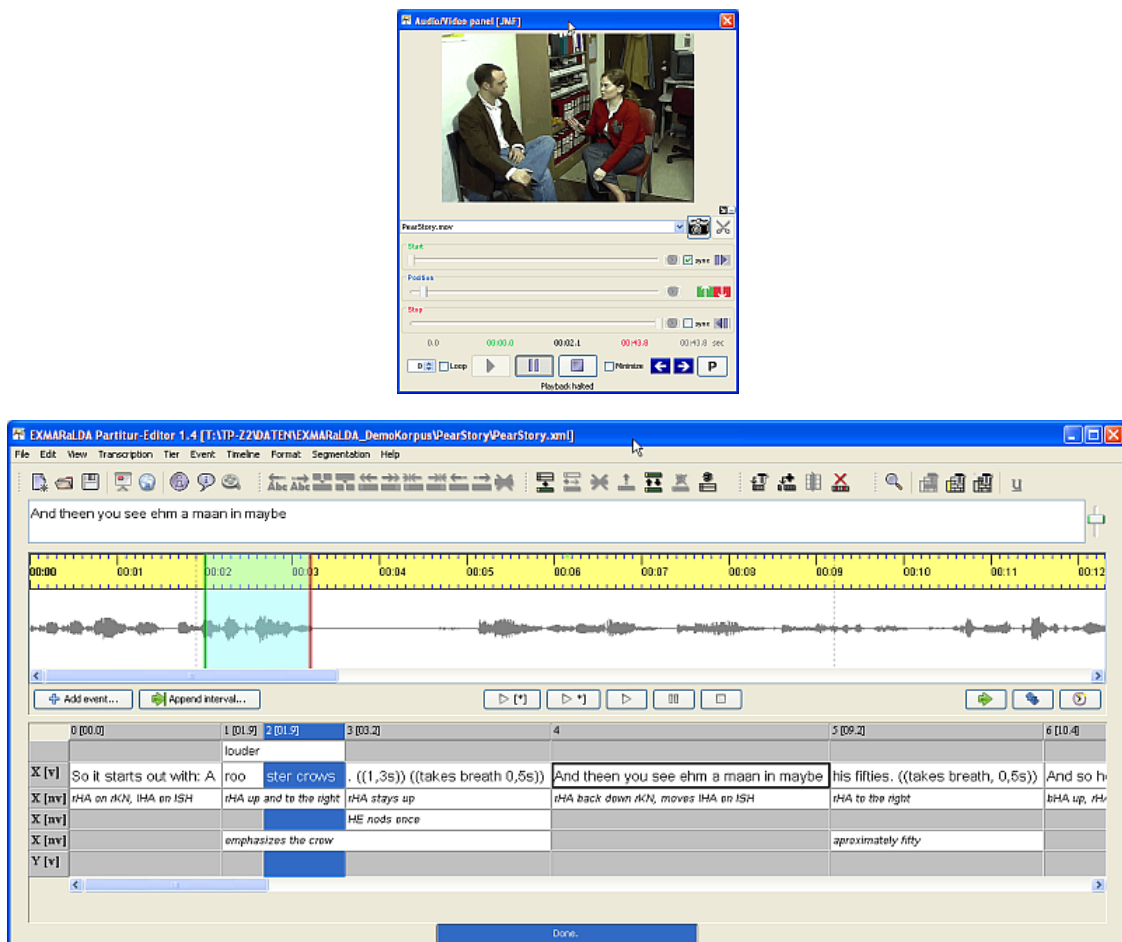 Audio/Video panel [JMF]
PearStory.mov
Start
sync
Position
Stop
sync
0.0 00:00.0 00:02.1 00:43.8 00:43.8 sec
0 Loop Minimize P
Playback halted
EXMARaLDA Partitur-Editor 1.4 [T:\TP-Z2\DATEN\EXMARaLDA_DemoKorpus\PearStory\PearStory.xml]
File Edit View Transcription Tier Event Timeline Format Segmentation Help
Abc Abc u
And theen you see ehm a maan in maybe
00:00 00:01 00:02 00:03 00:04 00:05 00:06 00:07 00:08 00:09 00:10 00:11 00:12
Add event... Append interval... [*] *]
0 [00.0] 1 [01.9] 2 [01.9] 3 [03.2] 4 5 [09.2] 6 [10.4]
louder
X [v] So it starts out with: A roo ster crows . ((1,3s)) ((takes breath 0,5s)) And theen you see ehm a maan in maybe his fifties. ((takes breath, 0,5s)) And so h
X [nv] rHA on rKN, lHA on lSH rHA up and to the right rHA stays up rHA back down rKN, moves lHA on lSH rHA to the right bHA up, rH
X [nv] HE nods once
X [nv] emphasizes the crow aproximately fifty
Y [v]
Done.